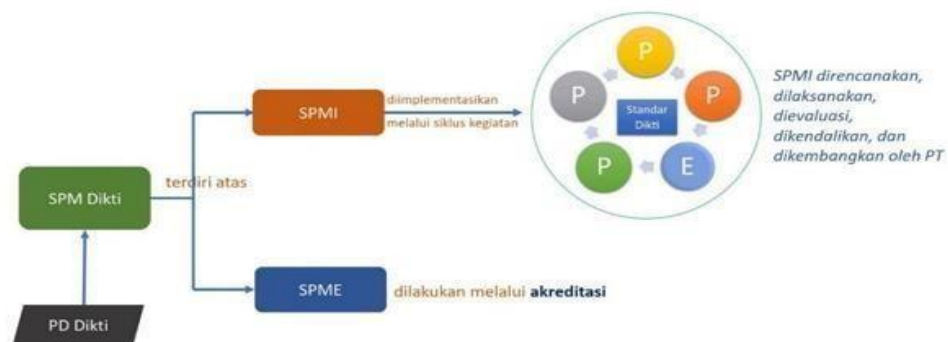 SPM Dikti
PD Dikti
terdiri atas
SPMI
diimplementasikan
melalui siklus kegiatan
P
P
P
Standar
Dikti
P
E
SPMI direncanakan,
dilaksanakan,
dievaluasi,
dikendalikan, dan
dikembangkan oleh PT
SPME
dilakukan melalui akreditasi